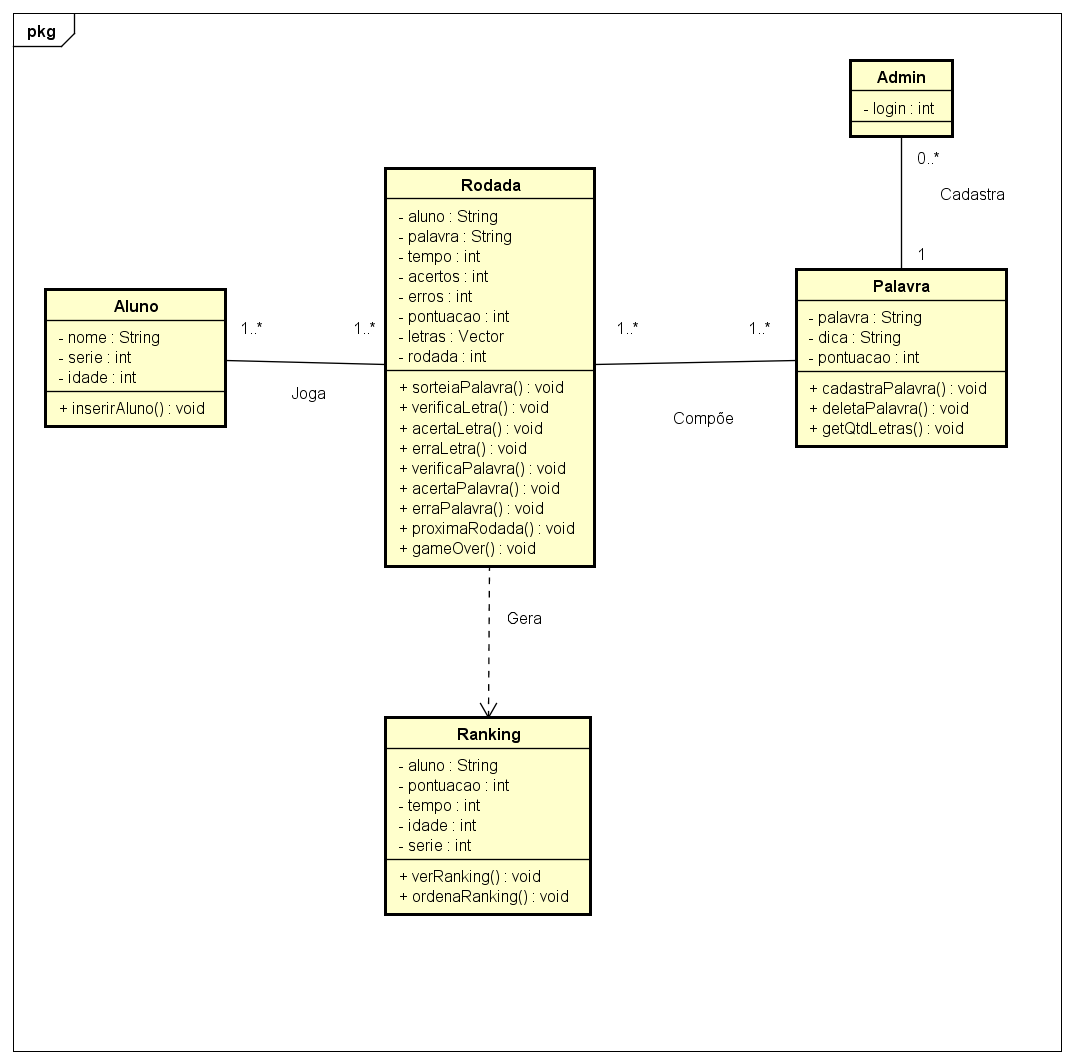 pkg
Admin
- login : int
0..*
Cadastra
1
Rodada
- aluno : String
- palavra : String
- tempo : int
- acertos : int
- erros : int
- pontuacao : int
- letras : Vector
- rodada : int
+ sorteiaPalavra() : void
+ verificaLetra() : void
+ acertaLetra() : void
+ erraLetra() : void
+ verificaPalavra() : void
+ acertaPalavra() : void
+ erraPalavra() : void
+ proximaRodada() : void
+ gameOver() : void
Aluno
- nome : String
- serie : int
- idade : int
+ inserirAluno() : void
1..*
1..*
Joga
1..*
1..*
Compõe
Palavra
- palavra : String
- dica : String
- pontuacao : int
+ cadastraPalavra() : void
+ deletaPalavra() : void
+ getQtdLetras() : void
Gera
Ranking
- aluno : String
- pontuacao : int
- tempo : int
- idade : int
- serie : int
+ verRanking() : void
+ ordenaRanking() : void